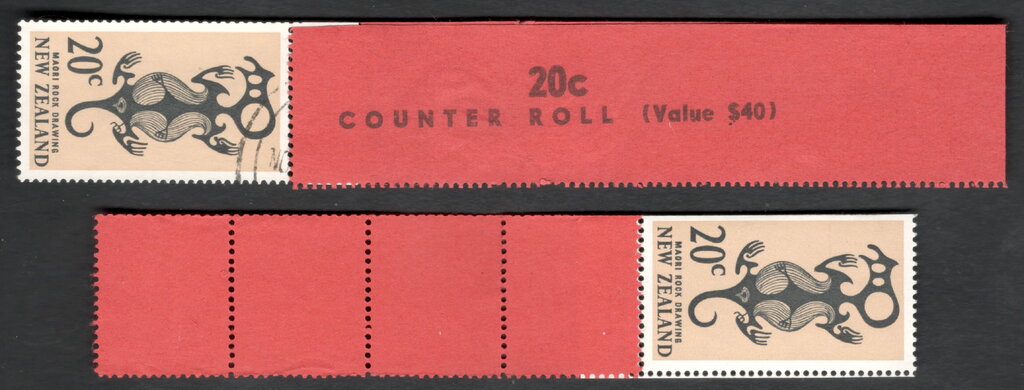 20c
MAORI ROCK DRAWING
NEW ZEALAND
20c
COUNTER ROLL (Value $40)
20c
MAORI ROCK DRAWING
NEW ZEALAND